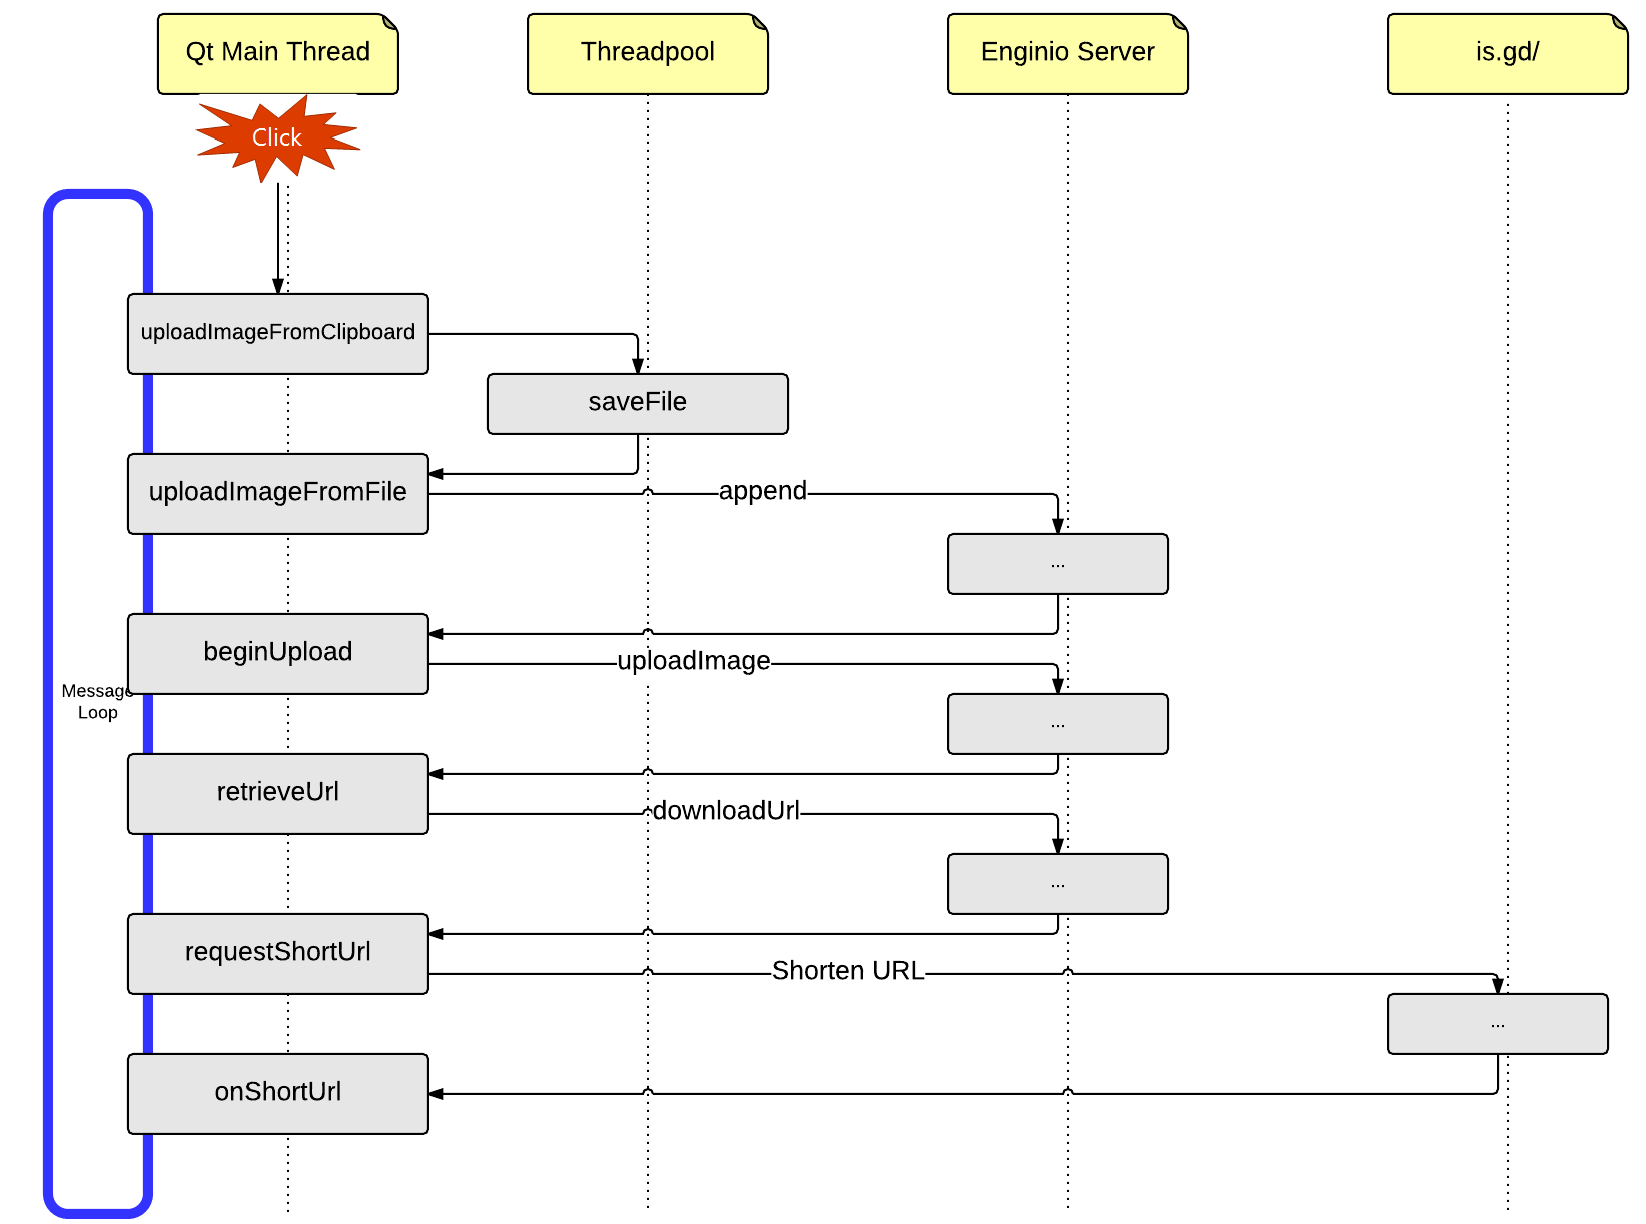 Qt Main Thread
Threadpool
Enginio Server
is.gd/
Click
uploadImageFromClipboard
saveFile
uploadImageFromFile
append
...
beginUpload
uploadImage
Message
Loop
...
retrieveUrl
downloadUrl
...
requestShortUrl
Shorten URL
...
onShortUrl